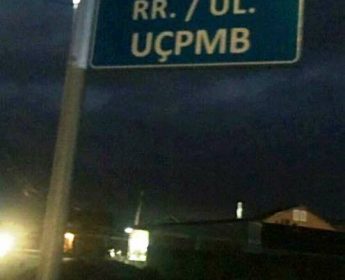 RR. / UL.
UÇPMB